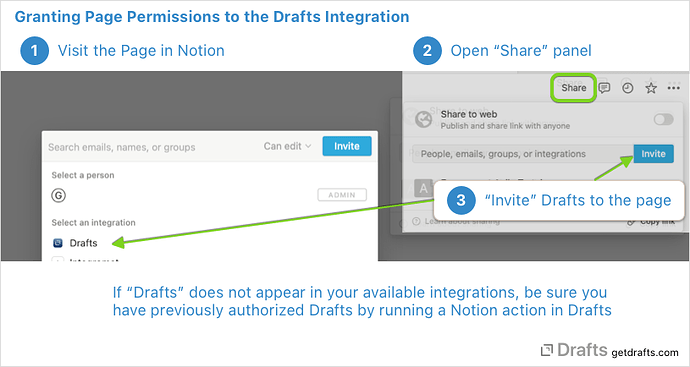 Granting Page Permissions to the Drafts Integration
1 Visit the Page in Notion
2 Open “Share” panel
Share
Share to web
Publish and share link with anyone
People, emails, groups, or integrations Invite
A
3 “Invite” Drafts to the page
Learn about sharing Copy link
Search emails, names, or groups Can edit Invite
Select a person
G ADMIN
Select an integration
Drafts
If “Drafts” does not appear in your available integrations, be sure you
have previously authorized Drafts by running a Notion action in Drafts
Drafts getdrafts.com